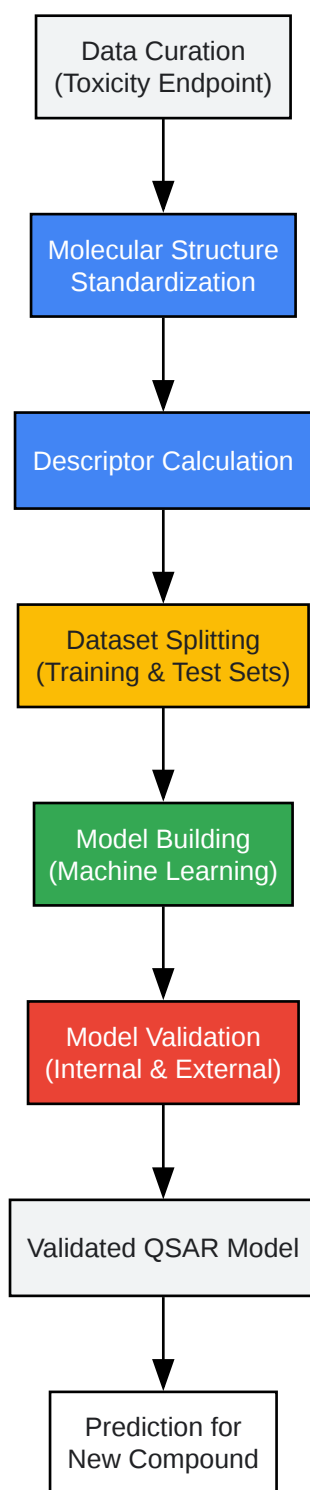 Data Curation
(Toxicity Endpoint)
Molecular Structure
Standardization
Descriptor Calculation
Dataset Splitting
(Training & Test Sets)
Model Building
(Machine Learning)
Model Validation
(Internal & External)
Validated QSAR Model
Prediction for
New Compound